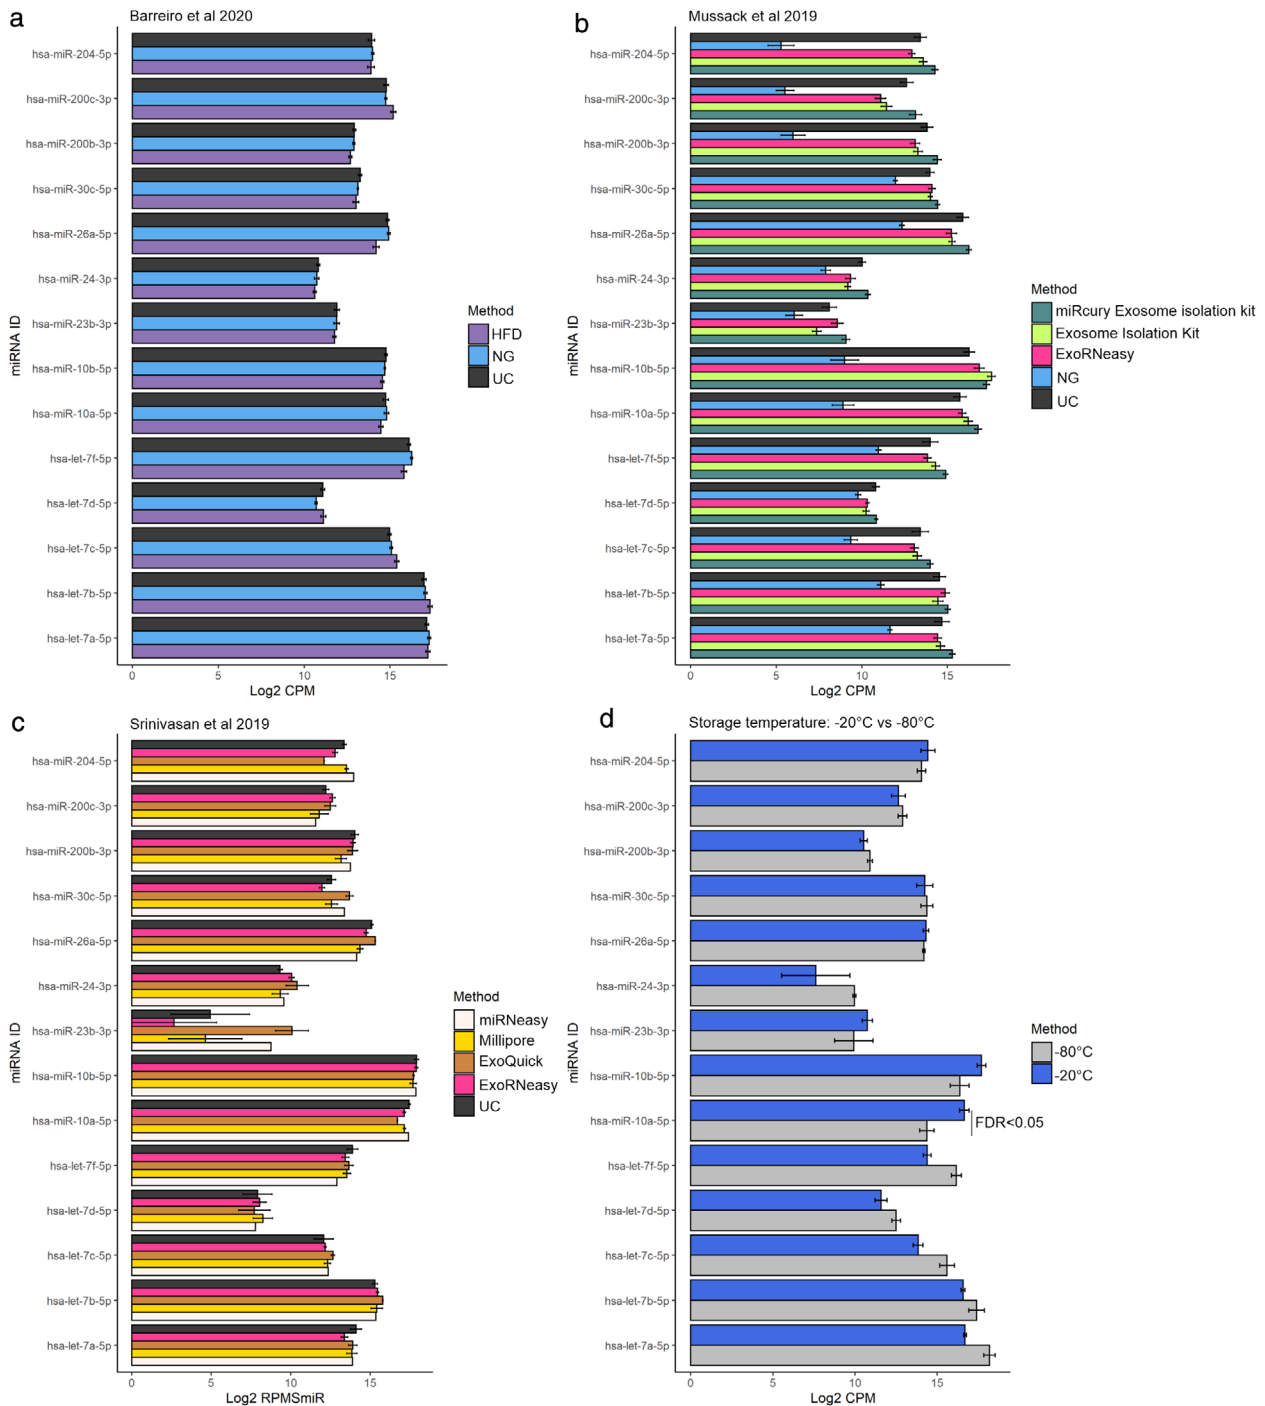 a
Barreiro et al 2020
miRNA ID
hsa-miR-204-5p
hsa-miR-200c-3p
hsa-miR-200b-3p
hsa-miR-30c-5p
hsa-miR-26a-5p
hsa-miR-24-3p
hsa-miR-23b-3p
hsa-miR-10b-5p
hsa-miR-10a-5p
hsa-let-7f-5p
hsa-let-7d-5p
hsa-let-7c-5p
hsa-let-7b-5p
hsa-let-7a-5p
0 5 10 15
Log2 CPM
Method
HFD
NG
UC
b
Mussack et al 2019
miRNA ID
hsa-miR-204-5p
hsa-miR-200c-3p
hsa-miR-200b-3p
hsa-miR-30c-5p
hsa-miR-26a-5p
hsa-miR-24-3p
hsa-miR-23b-3p
hsa-miR-10b-5p
hsa-miR-10a-5p
hsa-let-7f-5p
hsa-let-7d-5p
hsa-let-7c-5p
hsa-let-7b-5p
hsa-let-7a-5p
0 5 10 15
Log2 CPM
Method
miRcury Exosome isolation kit
Exosome Isolation Kit
ExoRNeasy
NG
UC
c
Srinivasan et al 2019
miRNA ID
hsa-miR-204-5p
hsa-miR-200c-3p
hsa-miR-200b-3p
hsa-miR-30c-5p
hsa-miR-26a-5p
hsa-miR-24-3p
hsa-miR-23b-3p
hsa-miR-10b-5p
hsa-miR-10a-5p
hsa-let-7f-5p
hsa-let-7d-5p
hsa-let-7c-5p
hsa-let-7b-5p
hsa-let-7a-5p
0 5 10 15
Log2 RPMSmiR
Method
miRNeasy
Millipore
ExoQuick
ExoRNeasy
UC
d
Storage temperature: -20°C vs -80°C
miRNA ID
hsa-miR-204-5p
hsa-miR-200c-3p
hsa-miR-200b-3p
hsa-miR-30c-5p
hsa-miR-26a-5p
hsa-miR-24-3p
hsa-miR-23b-3p
hsa-miR-10b-5p
hsa-miR-10a-5p
hsa-let-7f-5p
hsa-let-7d-5p
hsa-let-7c-5p
hsa-let-7b-5p
hsa-let-7a-5p
FDR<0.05
0 5 10 15
Log2 CPM
Method
-80°C
-20°C